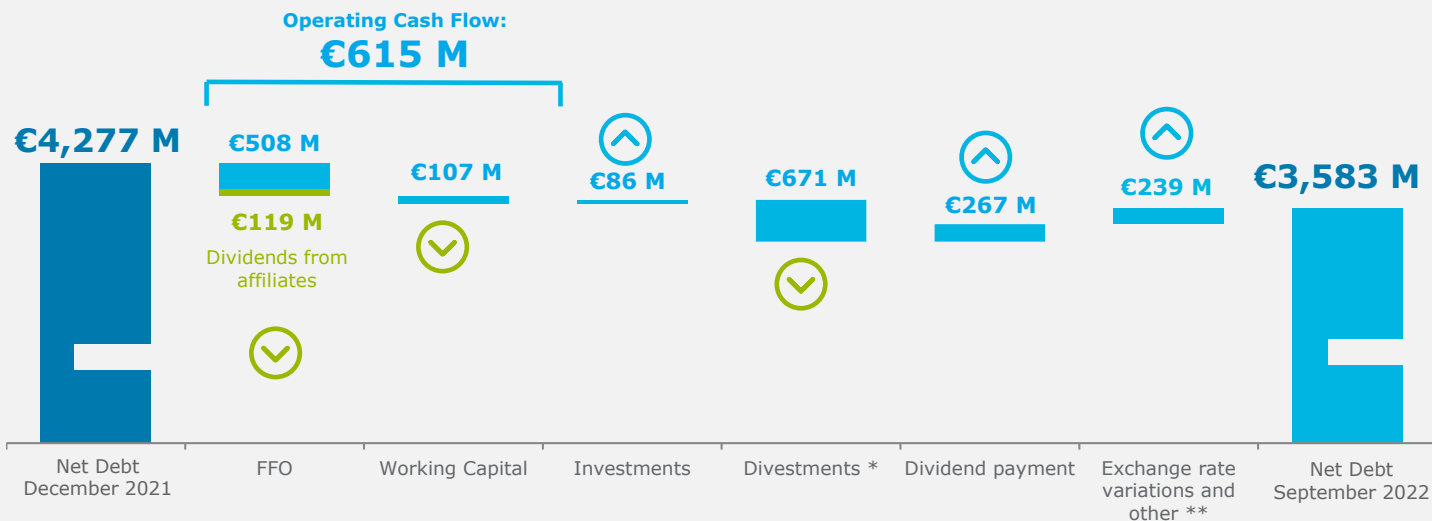 Operating Cash Flow:
€615 M
€4,277 M
€508 M
€119 M
Dividends from
affiliates
€107 M
€86 M
€671 M
€267 M
€239 M
€3,583 M
Net Debt
December 2021
FFO
Working Capital
Investments
Divestments *
Dividend payment
Exchange rate
variations and
other **
Net Debt
September 2022